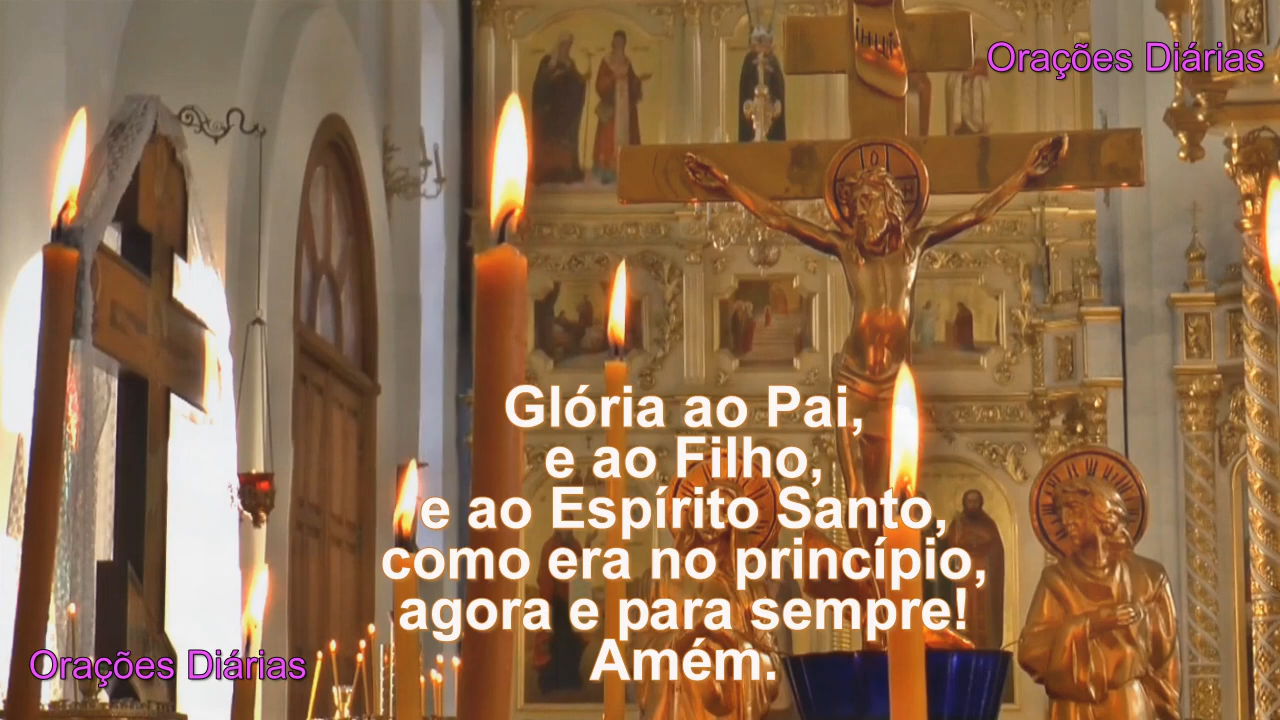 Orações Diárias
Glória ao Pai,
e ao Filho,
e ao Espírito Santo,
como era no princípio,
agora e para sempre!
Amém.
Orações Diárias